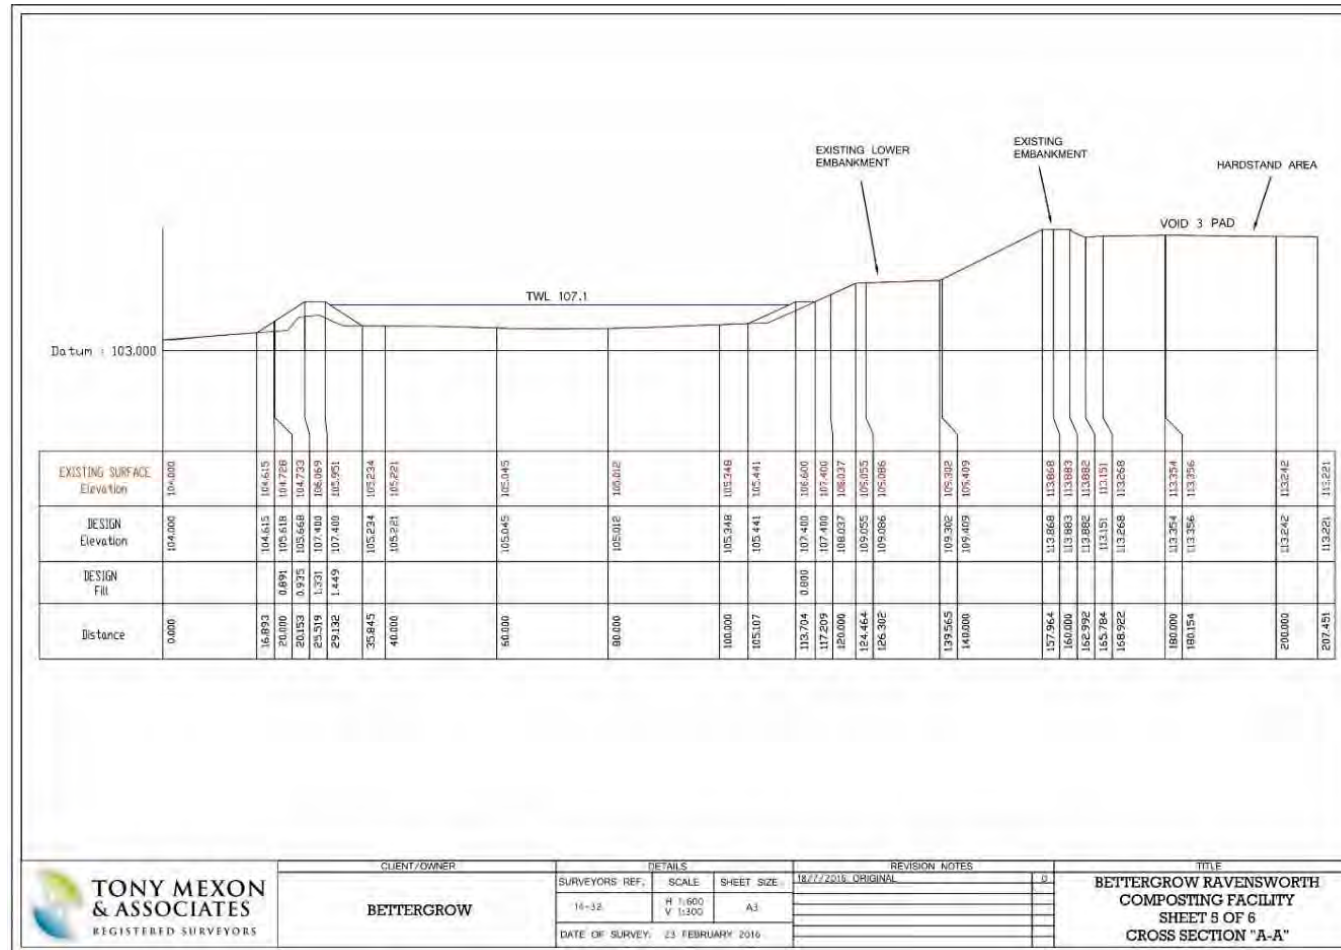 EXISTING LOWER
EMBANKMENT
EXISTING
EMBANKMENT
HARDSTAND AREA
VOID 3 PAD
TWL 107.1
Datum : 103.000
EXISTING SURFACE
Elevation
104.000 104.615 104.728 104.733 106.069 105.951 105.234 105.221 105.045 105.012 105.348 105.441 106.600 107.400 108.037 109.055 109.086 109.302 109.409 113.868 113.883 113.882 113.151 113.268 113.354 113.356 113.242 113.221
DESIGN
Elevation
104.000 104.615 105.618 105.668 107.400 107.400 105.234 105.221 105.045 105.012 105.348 105.441 107.400 107.400 108.037 109.055 109.086 109.302 109.409 113.868 113.883 113.882 113.151 113.268 113.354 113.356 113.242 113.221
DESIGN
Fill
0.891 0.935 1.331 1.449 0.800
Distance
0.000 16.893 20.000 20.153 25.519 29.132 35.845 40.000 60.000 80.000 100.000 105.107 113.704 117.209 120.000 124.464 126.302 139.565 140.000 157.964 160.000 162.992 165.784 168.922 180.000 180.154 200.000 207.451
TONY MEXON
& ASSOCIATES
REGISTERED SURVEYORS
CLIENT/OWNER
BETTERGROW
DETAILS
SURVEYORS REF. SCALE SHEET SIZE
H 1:600
V 1:300
A3
DATE OF SURVEY. 23 FEBRUARY 2016
REVISION NOTES
ORIGINAL 0
TITLE
BETTERGROW RAVENSWORTH
COMPOSTING FACILITY
SHEET 5 OF 6
CROSS SECTION "A-A"